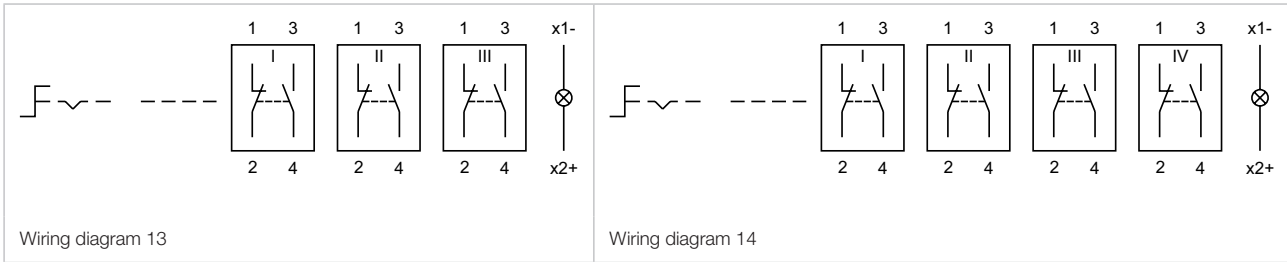 1 3 1 3 1 3 x1-
I II III
2 4 2 4 2 4 x2+
Wiring diagram 13
1 3 1 3 1 3 1 3 x1-
I II III IV
2 4 2 4 2 4 2 4 x2+
Wiring diagram 14